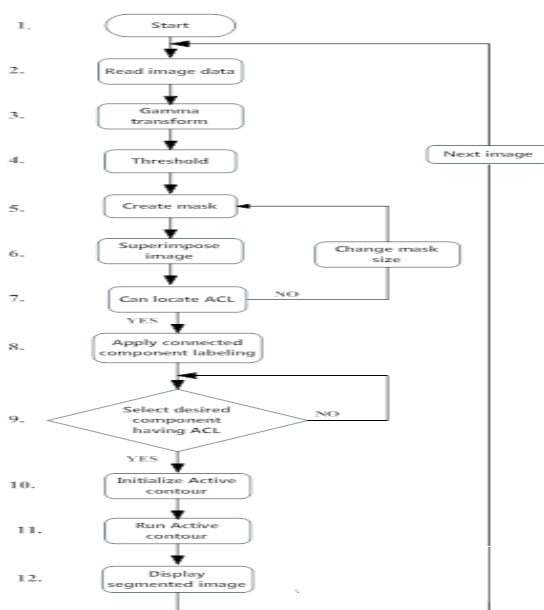 1. Start
2. Read image data
3. Gamma
transform
4. Threshold
Next image
5. Create mask
6. Superimpose
image
Change mask
size
7. Can locate ACL
NO
YES
8. Apply connected
component labeling
9. Select desired
component
having ACL
NO
YES
10. Initialize Active
contour
11. Run Active
contour
12. Display
segmented image